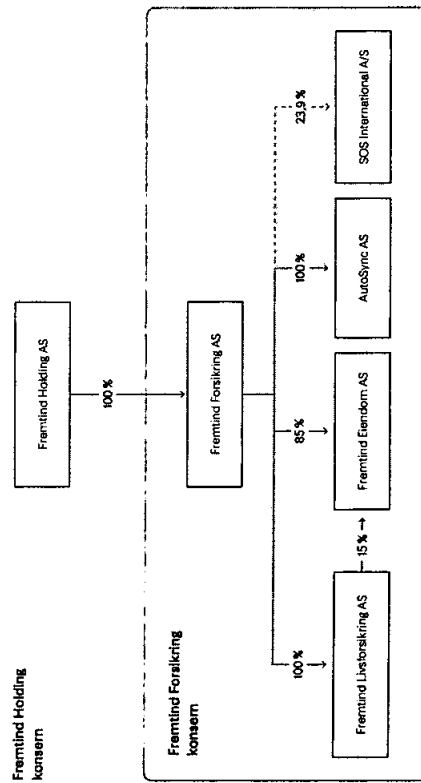 Fremtind Holding
konsern
Fremtind Holding AS
100%
Fremtind Forsikring
konsern
Fremtind Forsikring AS
100%
85%
100%
23,9%
Fremtind Livsforsikring AS
15%
Fremtind Eiendom AS
AutoSync AS
SOS International A/S